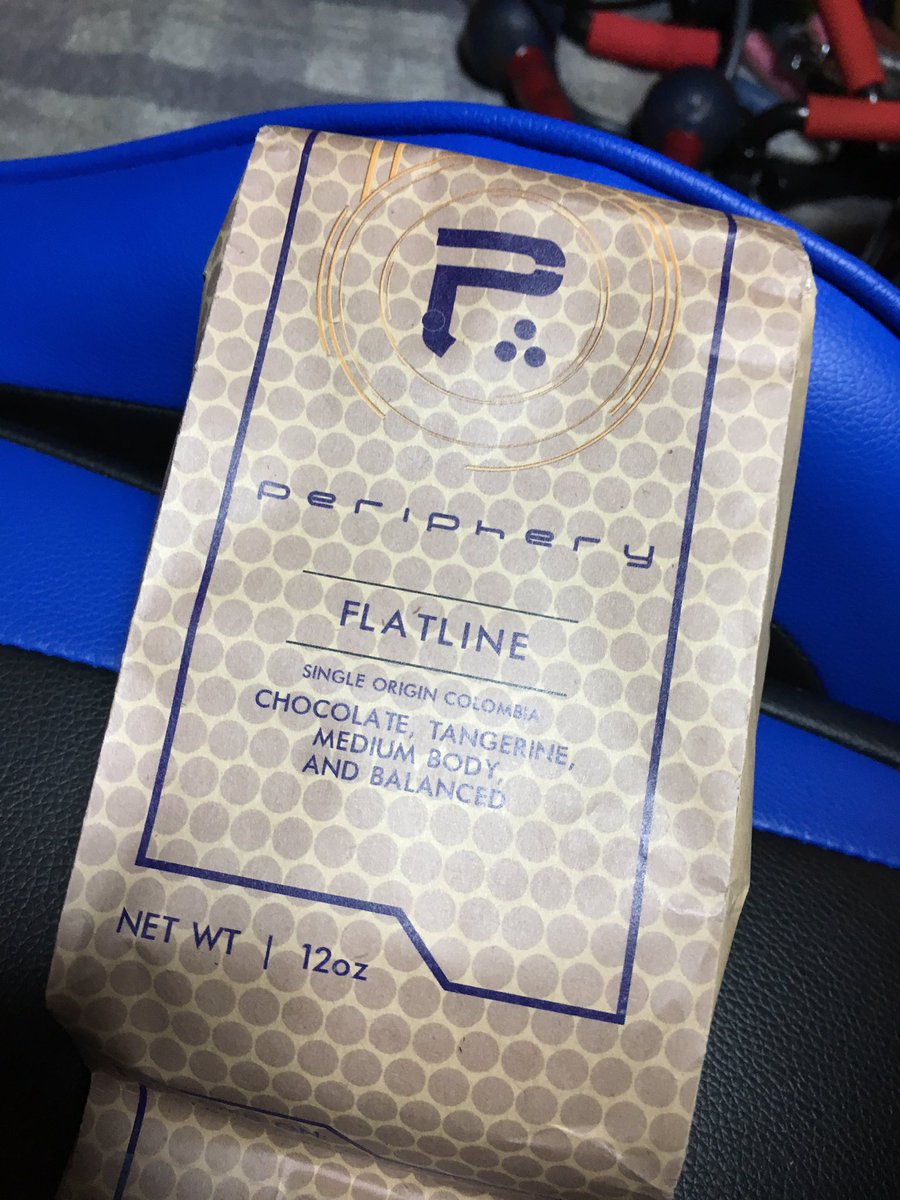 P
periphery
FLATLINE
SINGLE ORIGIN COLOMBIA
CHOCOLATE, TANGERINE,
MEDIUM BODY,
AND BALANCED
NET WT | 12oz